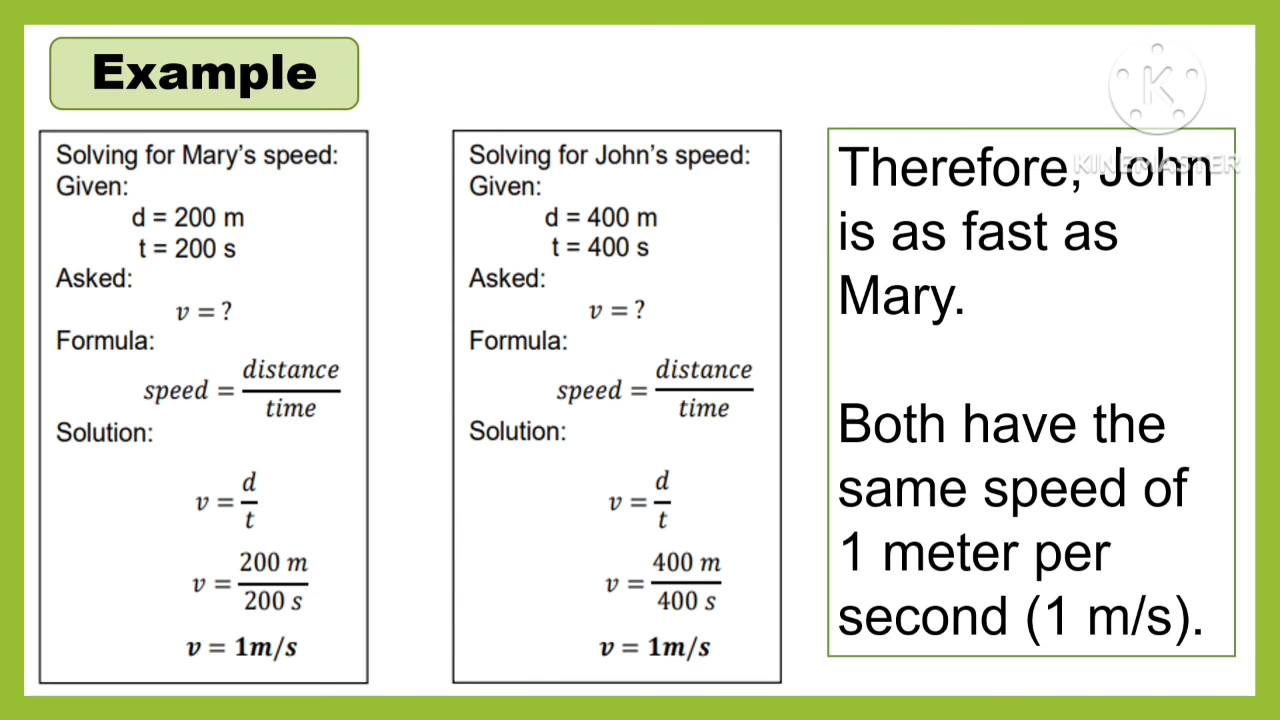 Example
Solving for Mary's speed:
Given:
d = 200 m
t = 200 s
Asked:
v = ?
Formula:
speed = distance / time
Solution:
v = d / t
v = 200 m / 200 s
v = 1m/s
Solving for John's speed:
Given:
d = 400 m
t = 400 s
Asked:
v = ?
Formula:
speed = distance / time
Solution:
v = d / t
v = 400 m / 400 s
v = 1m/s
K
KINEMASTER
Therefore, John
is as fast as
Mary.
Both have the
same speed of
1 meter per
second (1 m/s).